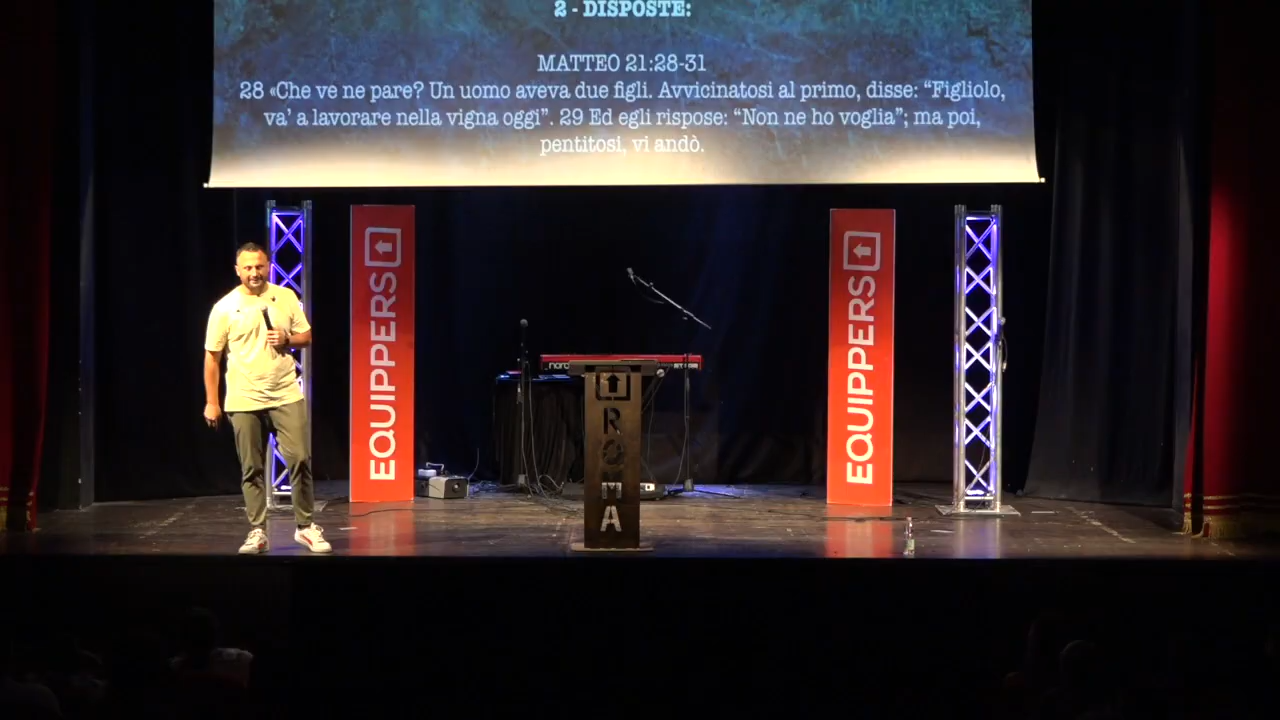 2 - DISPOSTE:
MATTEO 21:28-31
28 «Che ve ne pare? Un uomo aveva due figli. Avvicinatosi al primo, disse: “Figliolo,
va’ a lavorare nella vigna oggi”. 29 Ed egli rispose: “Non ne ho voglia”; ma poi,
pentitosi, vi andò.
EQUIPPERS
EQUIPPERS
nord
ROMA